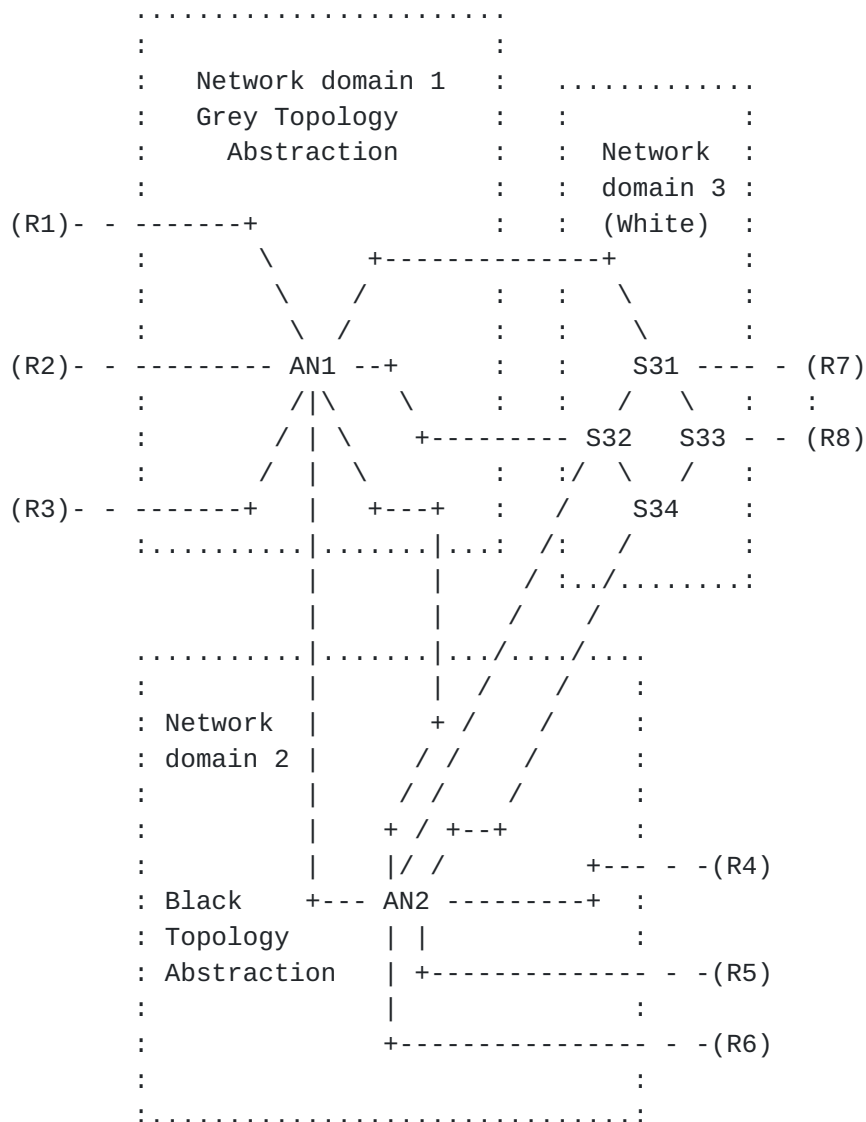 Network domain 1
Grey Topology
Abstraction
Network
domain 3
(White)
(R1)
(R2)
AN1
S31
(R7)
S32
S33
(R8)
(R3)
S34
Network
domain 2
(R4)
Black
AN2
Topology
Abstraction
(R5)
(R6)